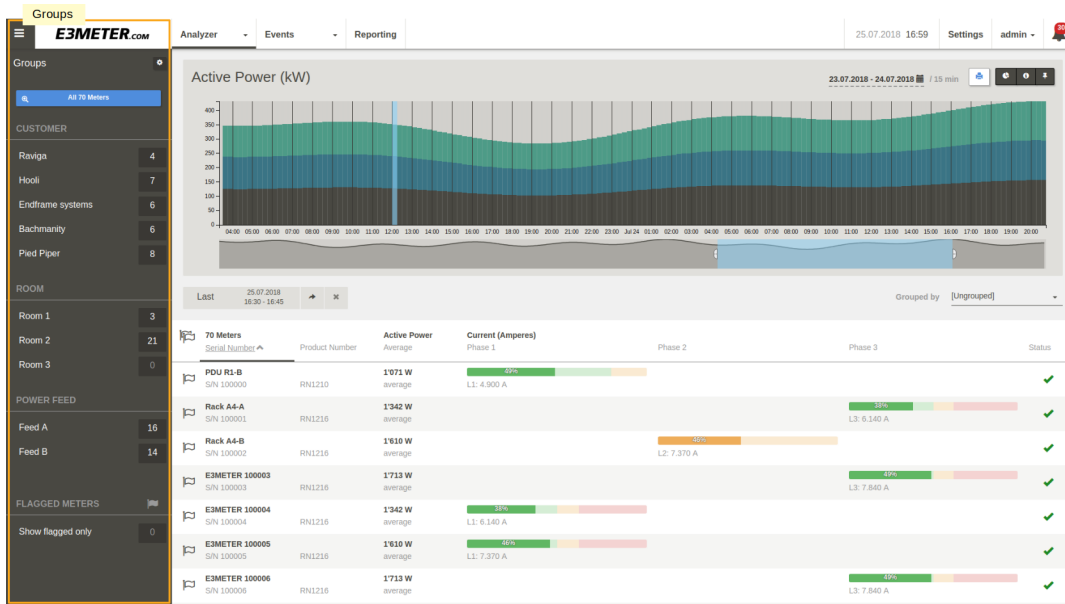 Groups
E3METER.COM
Analyzer Events Reporting 25.07.2018 16:59 Settings admin 30
Groups
All 70 Meters
CUSTOMER
Raviga 4
Hooli 7
Endframe systems 6
Bachmanity 6
Pied Piper 8
ROOM
Room 1 3
Room 2 21
Room 3 0
POWER FEED
Feed A 16
Feed B 14
FLAGGED METERS
Show flagged only 0
Active Power (kW) 23.07.2018 - 24.07.2018 / 15 min
400
350
300
250
200
150
100
50
0
04:00 05:00 06:00 07:00 08:00 09:00 10:00 11:00 12:00 13:00 14:00 15:00 16:00 17:00 18:00 19:00 20:00 21:00 22:00 23:00 Jul 24 01:00 02:00 03:00 04:00 05:00 06:00 07:00 08:00 09:00 10:00 11:00 12:00 13:00 14:00 15:00 16:00 17:00 18:00 19:00 20:00
Last 25.07.2018 16:30 - 16:45 Grouped by [Ungrouped]
70 Meters Active Power Current (Amperes)
Serial Number Product Number Average Phase 1 Phase 2 Phase 3 Status
PDU R1-B 1'071 W 49%
S/N 100000 RN1210 average L1: 4.900 A
Rack A4-A 1'342 W 38%
S/N 100001 RN1216 average L3: 6.140 A
Rack A4-B 1'610 W 46%
S/N 100002 RN1216 average L2: 7.370 A
E3METER 100003 1'713 W 49%
S/N 100003 RN1216 average L3: 7.840 A
E3METER 100004 1'342 W 38%
S/N 100004 RN1216 average L1: 6.140 A
E3METER 100005 1'610 W 46%
S/N 100005 RN1216 average L1: 7.370 A
E3METER 100006 1'713 W 49%
S/N 100006 RN1216 average L3: 7.840 A